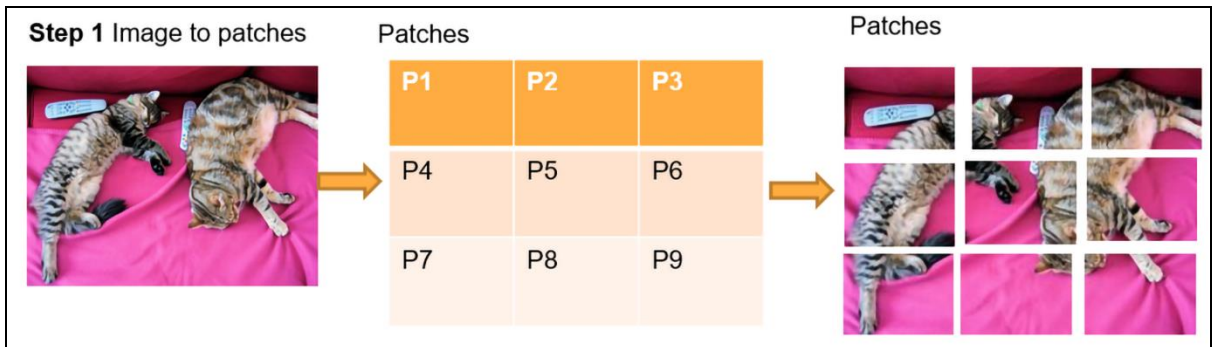 Step 1 Image to patches
Patches
Patches
P1 P2 P3
P4 P5 P6
P7 P8 P9